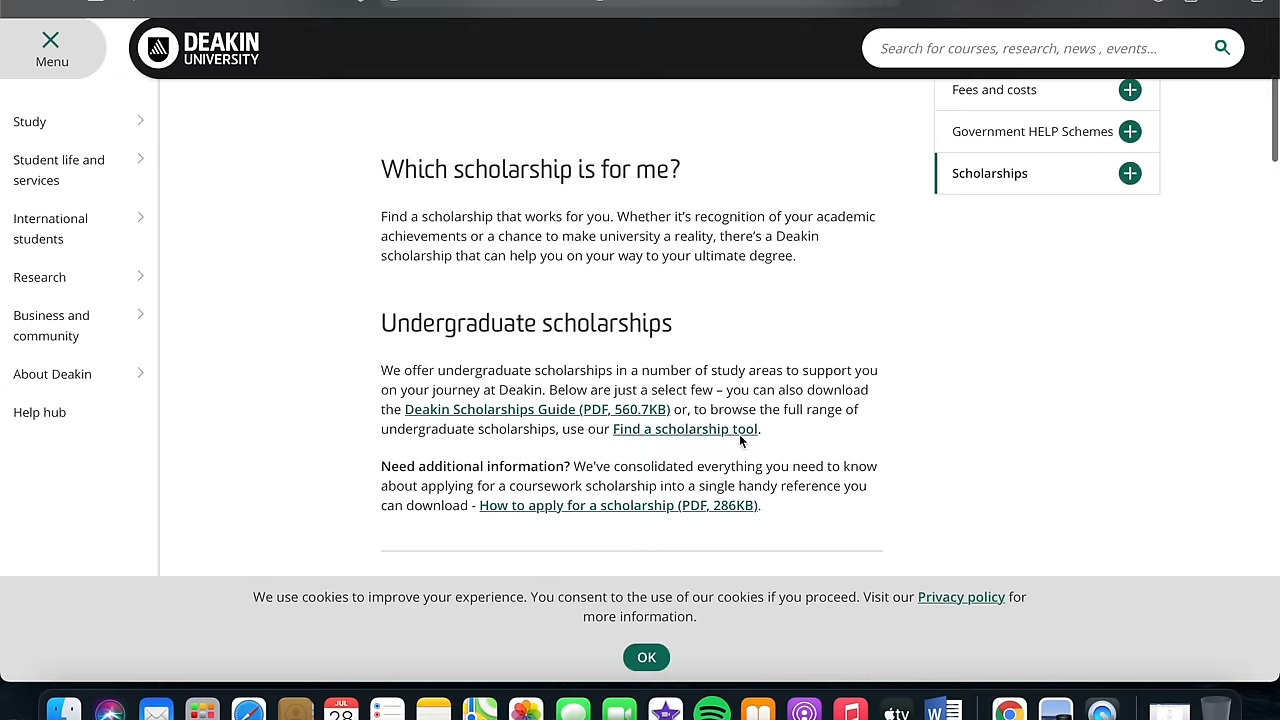 Menu
DEAKIN
UNIVERSITY
Search for courses, research, news , events...
Study
Student life and
services
International
students
Research
Business and
community
About Deakin
Help hub
Which scholarship is for me?
Find a scholarship that works for you. Whether it's recognition of your academic
achievements or a chance to make university a reality, there's a Deakin
scholarship that can help you on your way to your ultimate degree.
Undergraduate scholarships
We offer undergraduate scholarships in a number of study areas to support you
on your journey at Deakin. Below are just a select few – you can also download
the Deakin Scholarships Guide (PDF, 560.7KB) or, to browse the full range of
undergraduate scholarships, use our Find a scholarship tool.
Need additional information? We've consolidated everything you need to know
about applying for a coursework scholarship into a single handy reference you
can download - How to apply for a scholarship (PDF, 286KB).
Fees and costs
Government HELP Schemes
Scholarships
We use cookies to improve your experience. You consent to the use of our cookies if you proceed. Visit our Privacy policy for
more information.
OK
JUL
28
tv
W